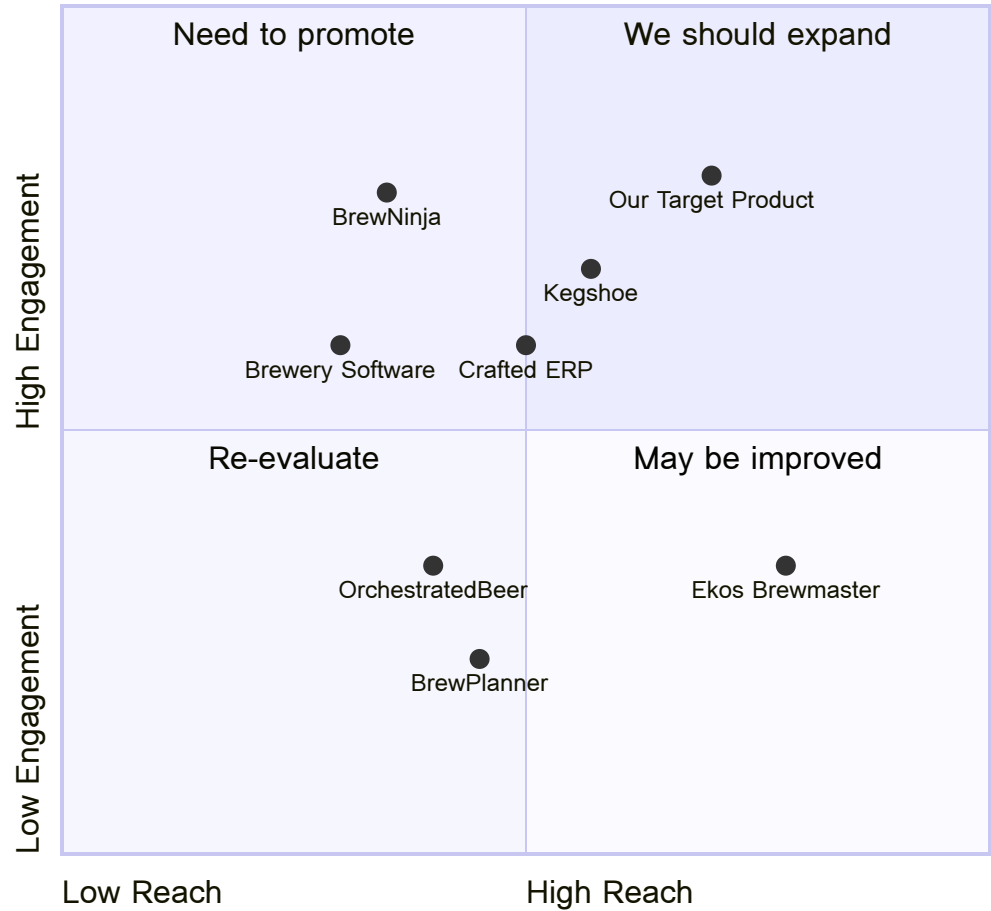 Need to promote
We should expand
High Engagement
BrewNinja
Our Target Product
Kegshoe
Brewery Software
Crafted ERP
Re-evaluate
May be improved
Low Engagement
OrchestratedBeer
Ekos Brewmaster
BrewPlanner
Low Reach
High Reach